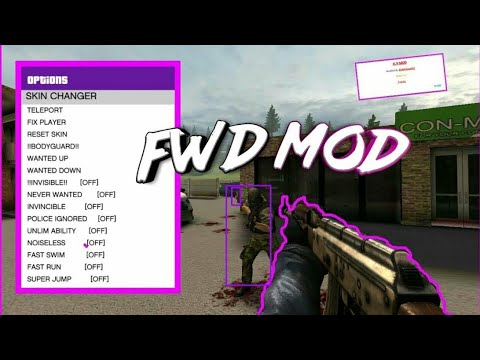 OPTIONS
SKIN CHANGER
TELEPORT
FIX PLAYER
RESET SKIN
!!BODYGUARD!!
WANTED UP
WANTED DOWN
!!!INVISIBLE!! [OFF]
NEVER WANTED [OFF]
INVINCIBLE [OFF]
POLICE IGNORED [OFF]
UNLIM ABILITY [OFF]
NOISELESS [OFF]
FAST SWIM [OFF]
FAST RUN [OFF]
SUPER JUMP [OFF]
FWD MOD
CON-M